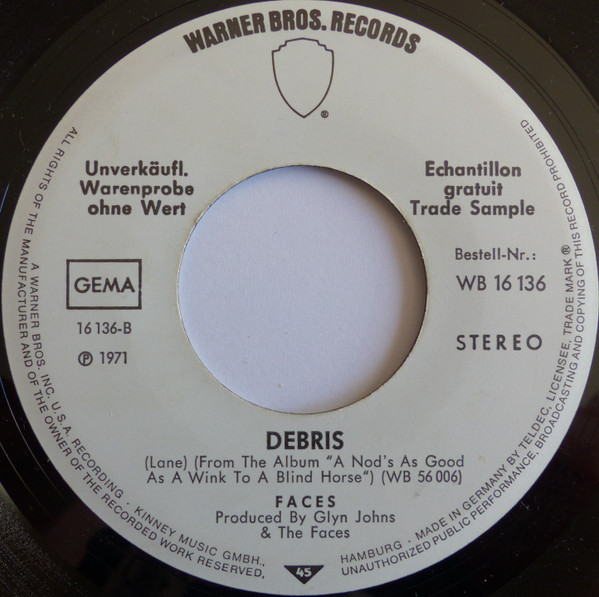 WARNER BROS. RECORDS
®
Unverkäufl.
Warenprobe
ohne Wert
Echantillon
gratuit
Trade Sample
GEMA
16 136-B
Ⓟ 1971
Bestell-Nr.:
WB 16 136
STEREO
DEBRIS
(Lane) (From The Album "A Nod's As Good
As A Wink To A Blind Horse") (WB 56 006)
FACES
Produced By Glyn Johns
& The Faces
A WARNER BROS. INC. U.S.A. RECORDING · KINNEY MUSIC GMBH., HAMBURG · MADE IN GERMANY BY TELDEC, LICENSEE, TRADE MARK ®
ALL RIGHTS OF THE MANUFACTURER AND OF THE OWNER OF THE RECORDED WORK RESERVED, UNAUTHORIZED PUBLIC PERFORMANCE, BROADCASTING AND COPYING OF THIS RECORD PROHIBITED
45